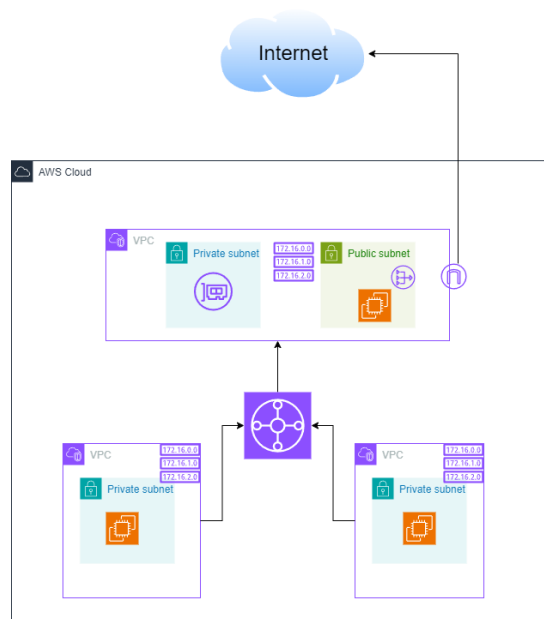 Internet
AWS Cloud
VPC
Private subnet
172.16.0.0
172.16.1.0
172.16.2.0
Public subnet
VPC
172.16.0.0
172.16.1.0
172.16.2.0
Private subnet
VPC
172.16.0.0
172.16.1.0
172.16.2.0
Private subnet